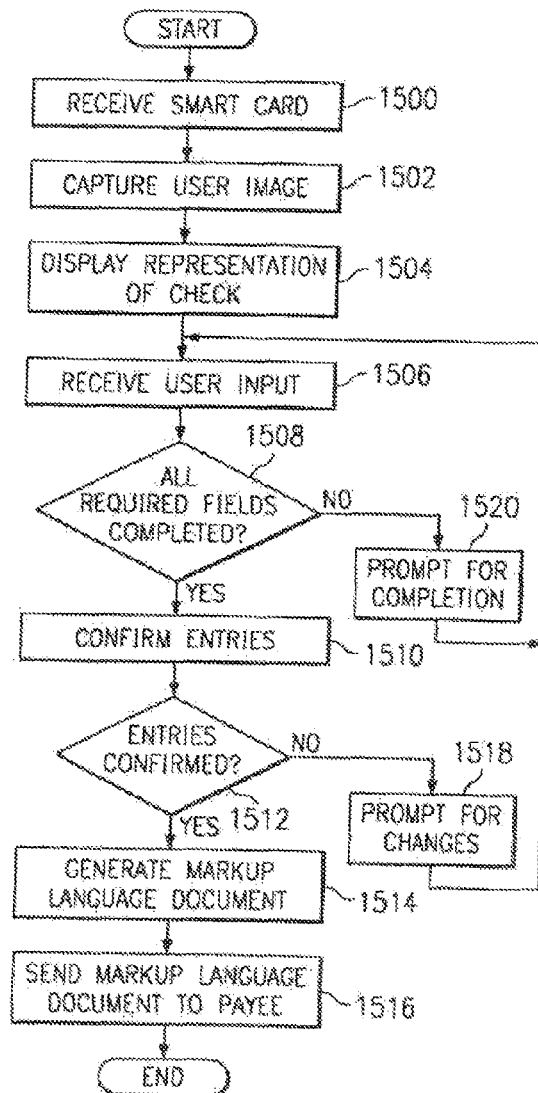 START
RECEIVE SMART CARD
1500
CAPTURE USER IMAGE
1502
DISPLAY REPRESENTATION
OF CHECK
1504
RECEIVE USER INPUT
1506
1508
ALL
REQUIRED FIELDS
COMPLETED?
NO
1520
PROMPT FOR
COMPLETION
YES
CONFIRM ENTRIES
1510
ENTRIES
CONFIRMED?
NO
1518
PROMPT FOR
CHANGES
1512
YES
GENERATE MARKUP
LANGUAGE DOCUMENT
1514
SEND MARKUP LANGUAGE
DOCUMENT TO PAYEE
1516
END